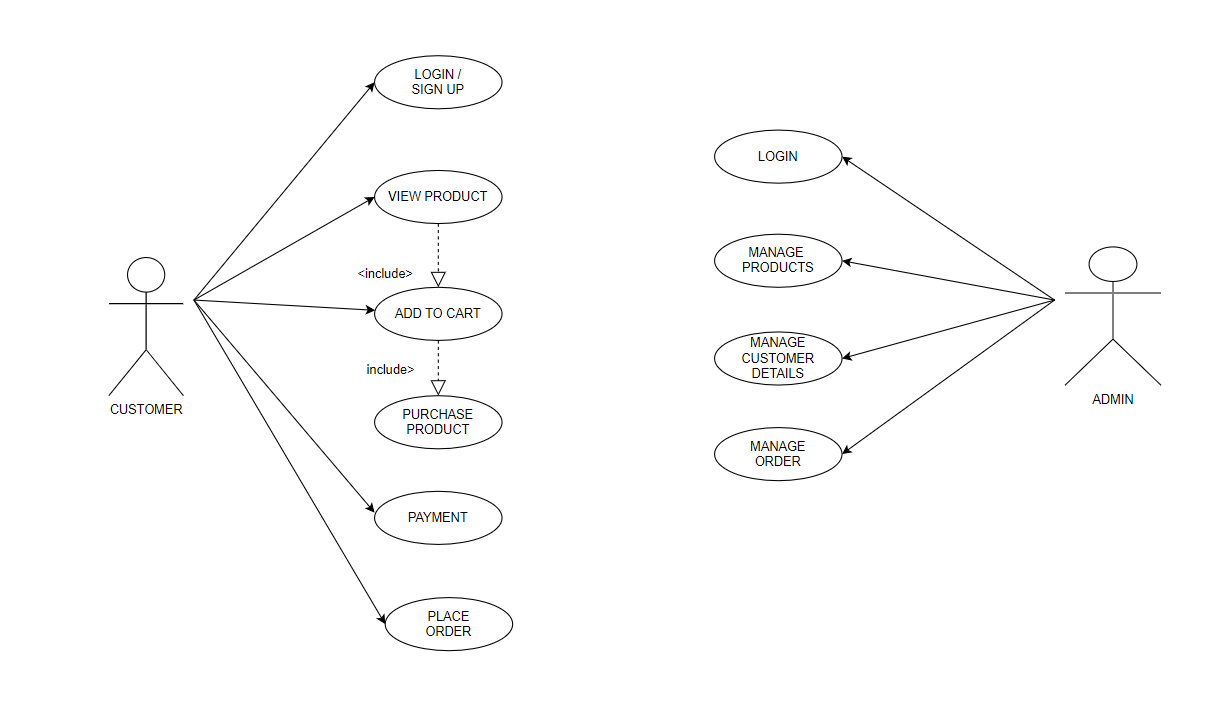 LOGIN /
SIGN UP
VIEW PRODUCT
<include>
ADD TO CART
include>
PURCHASE
PRODUCT
PAYMENT
PLACE
ORDER
CUSTOMER
LOGIN
MANAGE
PRODUCTS
MANAGE
CUSTOMER
DETAILS
MANAGE
ORDER
ADMIN